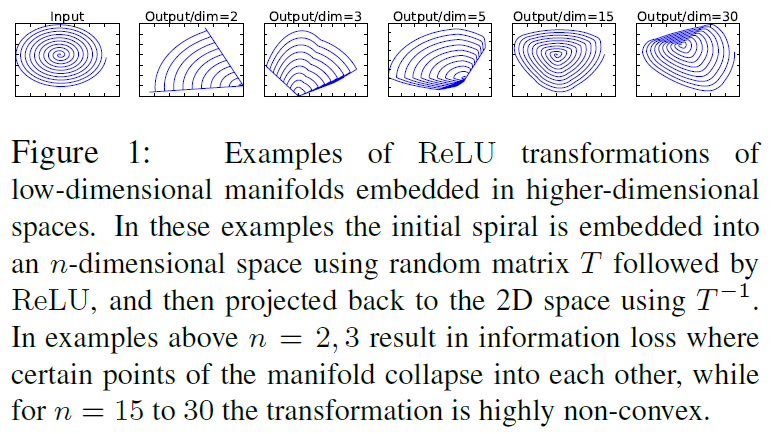 Input Output/dim=2 Output/dim=3 Output/dim=5 Output/dim=15 Output/dim=30
Figure 1: Examples of ReLU transformations of
low-dimensional manifolds embedded in higher-dimensional
spaces. In these examples the initial spiral is embedded into
an n-dimensional space using random matrix T followed by
ReLU, and then projected back to the 2D space using T⁻¹.
In examples above n = 2, 3 result in information loss where
certain points of the manifold collapse into each other, while
for n = 15 to 30 the transformation is highly non-convex.